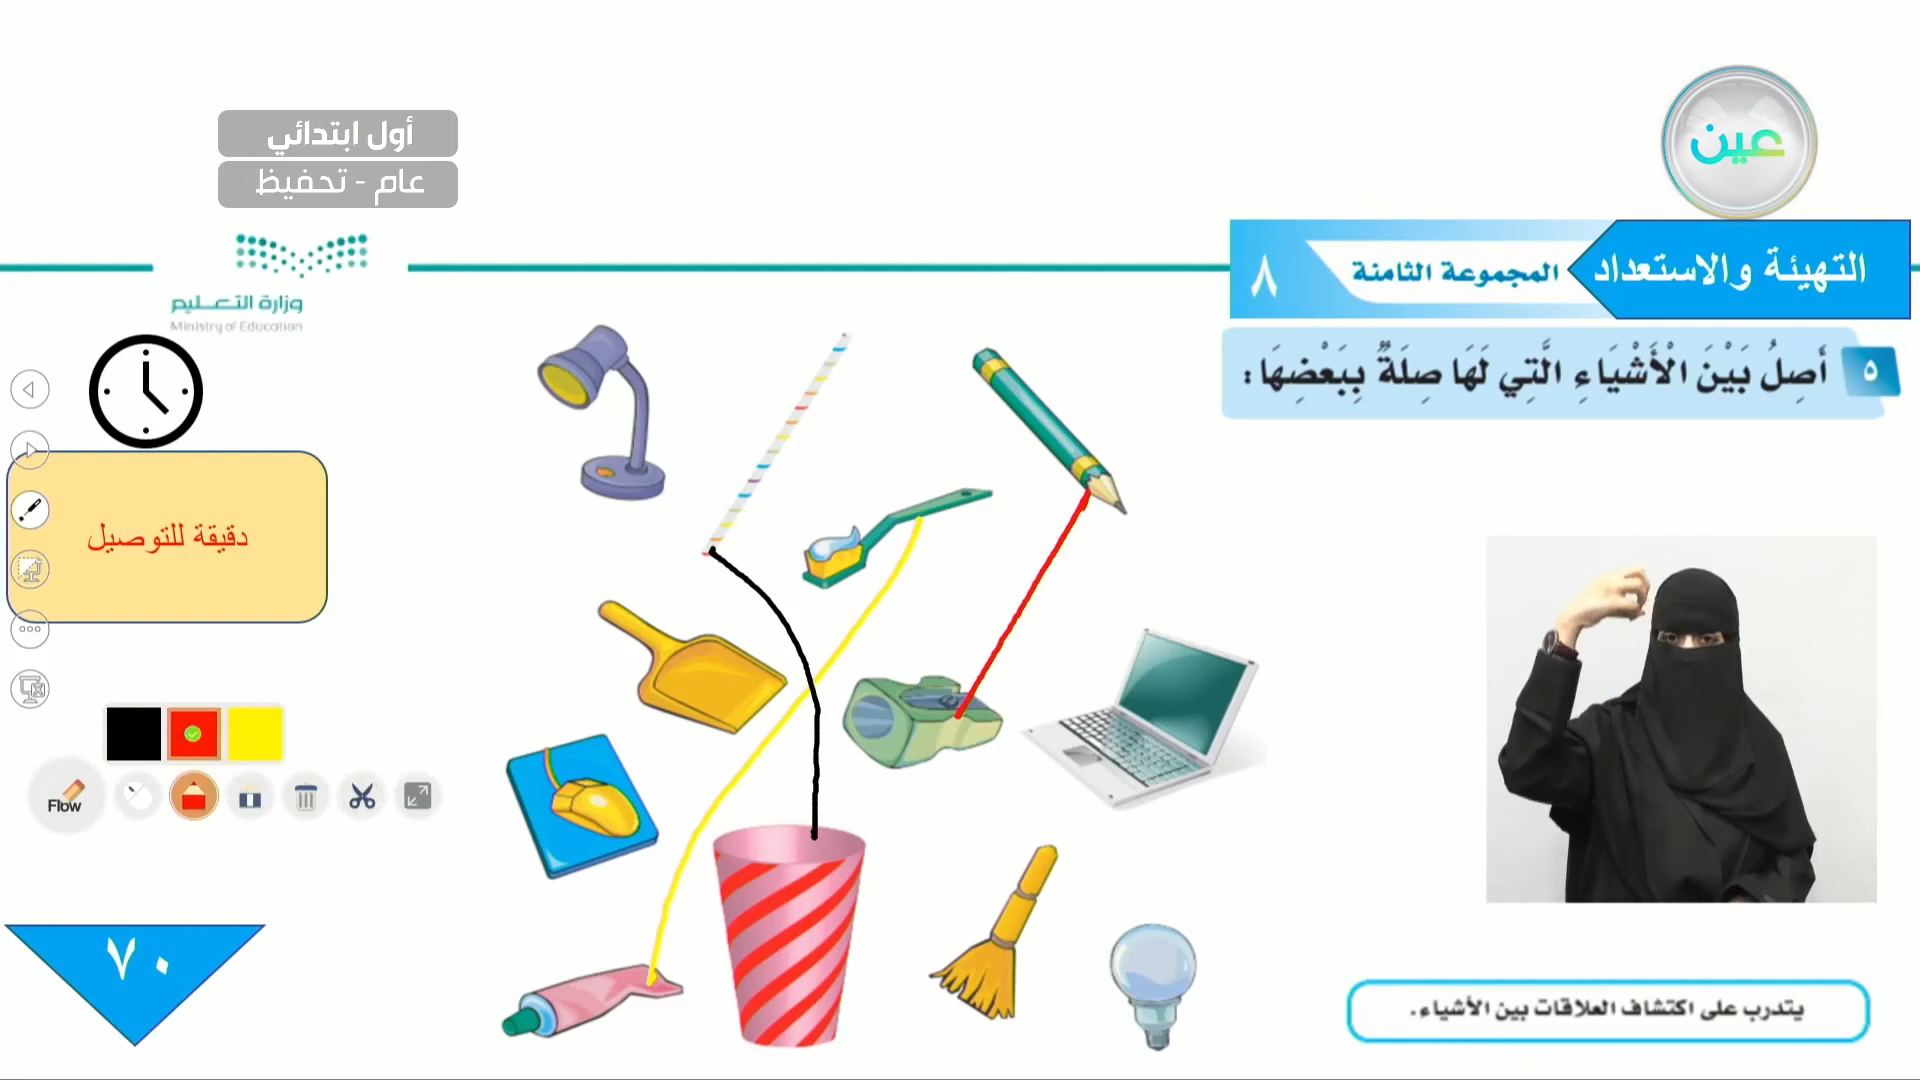 عين
أول ابتدائي
عام - تحفيظ
التهيئة والاستعداد
المجموعة الثامنة
٨
وزارة التعليم
Ministry of Education
٥
أَصِلُ بَيْنَ الْأَشْيَاءِ الَّتِي لَهَا صِلَةٌ بِبَعْضِهَا :
دقيقة للتوصيل
Flow
٧٠
يتدرب على اكتشاف العلاقات بين الأشياء.